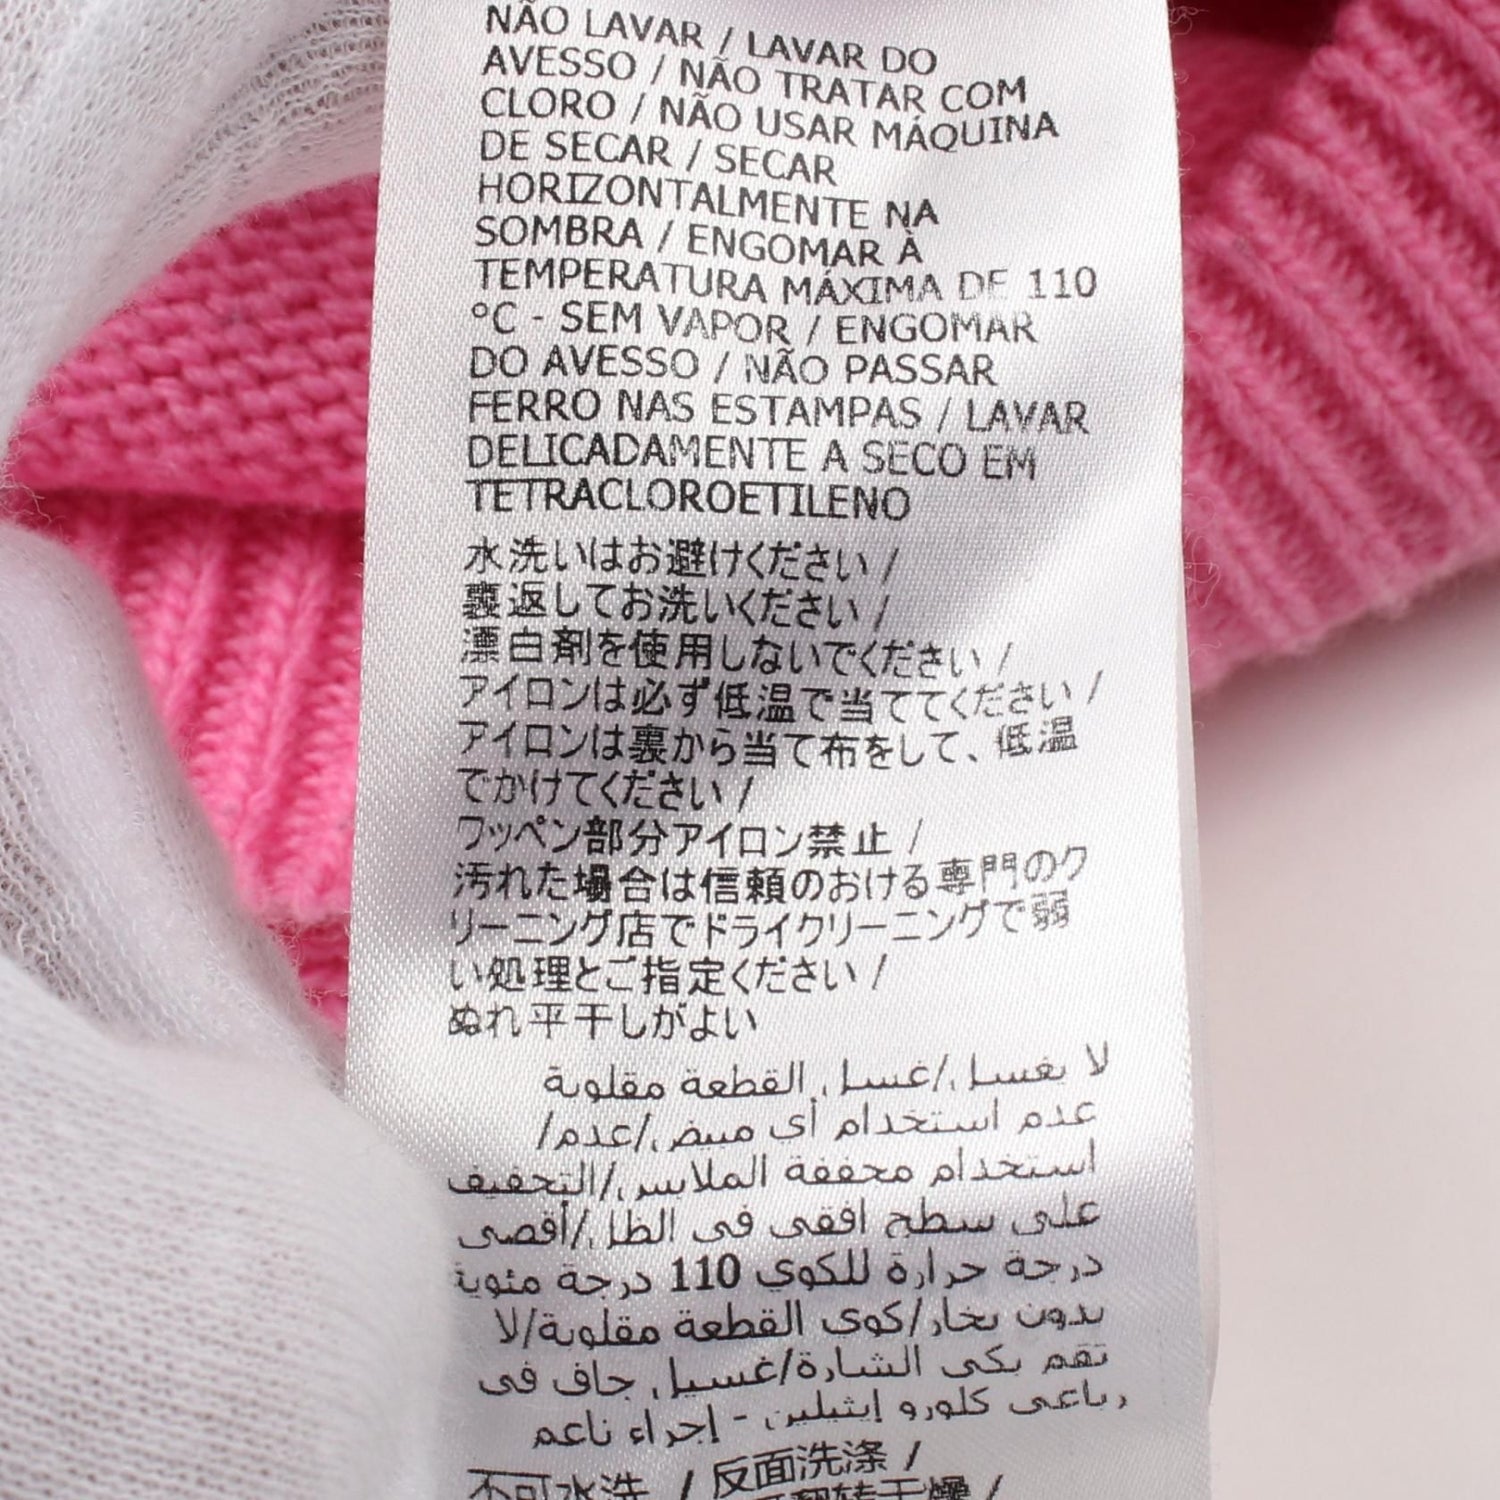 NÃO LAVAR / LAVAR DO
AVESSO / NÃO TRATAR COM
CLORO / NÃO USAR MÁQUINA
DE SECAR / SECAR
HORIZONTALMENTE NA
SOMBRA / ENGOMAR À
TEMPERATURA MÁXIMA DE 110
°C - SEM VAPOR / ENGOMAR
DO AVESSO / NÃO PASSAR
FERRO NAS ESTAMPAS / LAVAR
DELICADAMENTE A SECO EM
TETRACLOROETILENO
水洗いはお避けください /
裏返してお洗いください /
漂白剤を使用しないでください /
アイロンは必ず低温で当ててください /
アイロンは裏から当て布をして、低温
でかけてください /
ワッペン部分アイロン禁止 /
汚れた場合は信頼のおける専門のク
リーニング店でドライクリーニングで弱
い処理とご指定ください /
ぬれ平干しがよい
لا يغسل/غسل القطعة مقلوبة
عدم استخدام أي مبيض/عدم/
استخدام مجففة الملابس/التجفيف
على سطح افقى فى الظل/أقصى
درجة حرارة للكوي 110 درجة مئوية
بدون بخار/كوى القطعة مقلوبة/لا
تقم بكى الشارة/غسيل جاف فى
رباعى كلورو إيثيلين - إجراء ناعم
不可水洗 / 反面洗涤 /
翻转干燥 /